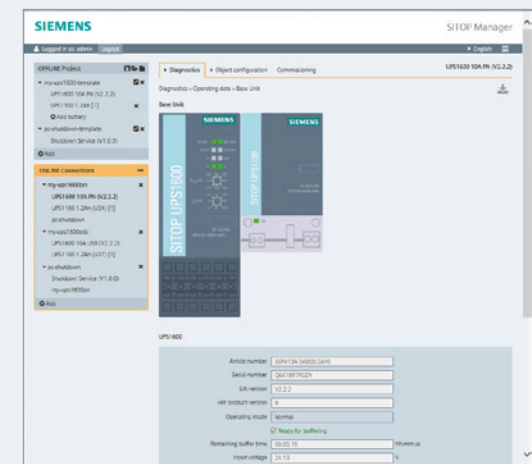 SIEMENS
SITOP Manager
Logged in as: admin Logout
English
OFFLINE Project
my-ups1600-template
UPS1600 10A PN (V2.2.2)
UPS1100 1.2Ah [1]
Add battery
pc-shutdown-template
Shutdown Service (V1.0.0)
Add
ONLINE Connections
my-ups1600pn
UPS1600 10A PN (V2.2.2)
UPS1100 1.2Ah (V04) [1]
pc-shutdown
my-ups1600usb
UPS1600 10A USB (V2.2.2)
UPS1100 1.2Ah (V07) [1]
pc-shutdown
Shutdown Service (V1.0.0)
my-ups1600pn
Add
Diagnostics
Object configuration
Commissioning
UPS1600 10A PN (V2.2.2)
Diagnostics » Operating data » Base Unit
Base Unit
SIEMENS
SITOP UPS1600
SIEMENS
SITOP UPS1100
UPS1600
Article number
Serial number
S/N version V2.2.2
HW product version 4
Operating mode Normal
Ready for buffering
Remaining buffer time 00:05:15 hh:mm:ss
Input voltage 24.13 V